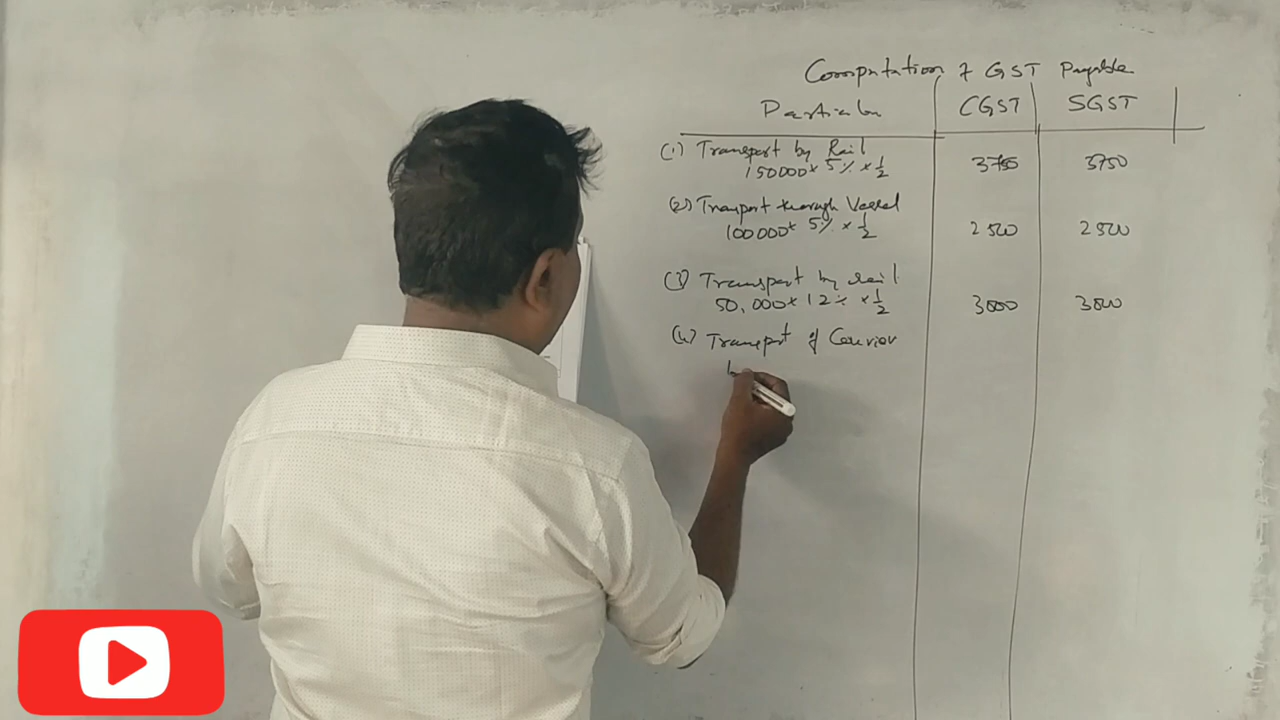 Computation of GST Payable
Particular CGST SGST
(1) Transport by Rail
150000 × 5% × 1/2 3750 3750
(2) Transport through Vessel
100000 × 5% × 1/2 2500 2500
(3) Transport by Rail
50,000 × 12% × 1/2 3000 3000
(4) Transport of Courier